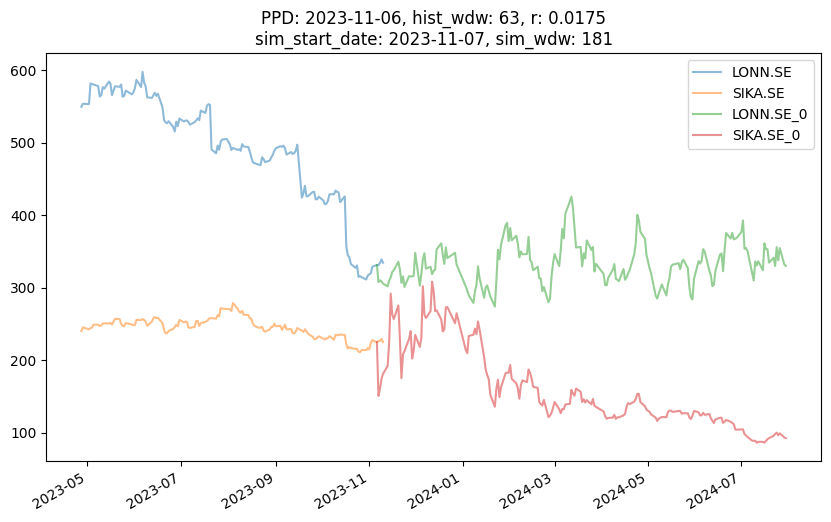 PPD: 2023-11-06, hist_wdw: 63, r: 0.0175
sim_start_date: 2023-11-07, sim_wdw: 181
LONN.SE
SIKA.SE
LONN.SE_0
SIKA.SE_0
600
500
400
300
200
100
2023-05
2023-07
2023-09
2023-11
2024-01
2024-03
2024-05
2024-07